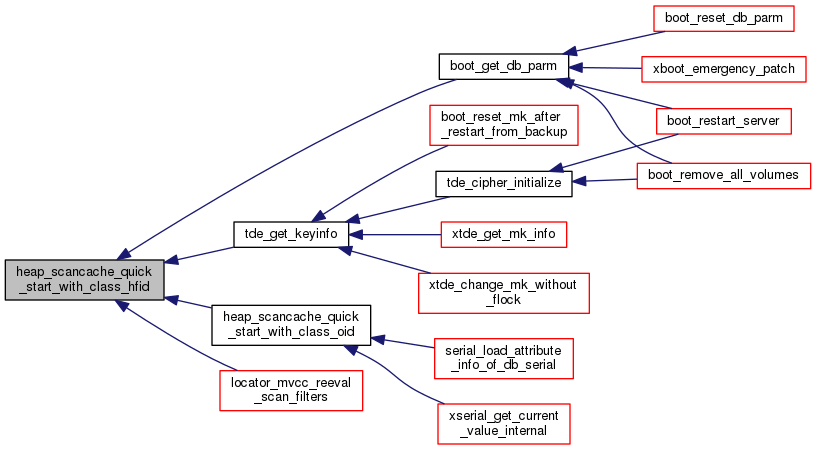 boot_reset_db_parm
boot_get_db_parm
xboot_emergency_patch
boot_reset_mk_after
_restart_from_backup
boot_restart_server
tde_cipher_initialize
boot_remove_all_volumes
tde_get_keyinfo
xtde_get_mk_info
heap_scancache_quick
_start_with_class_hfid
xtde_change_mk_without
_flock
heap_scancache_quick
_start_with_class_oid
serial_load_attribute
_info_of_db_serial
locator_mvcc_reeval
_scan_filters
xserial_get_current
_value_internal